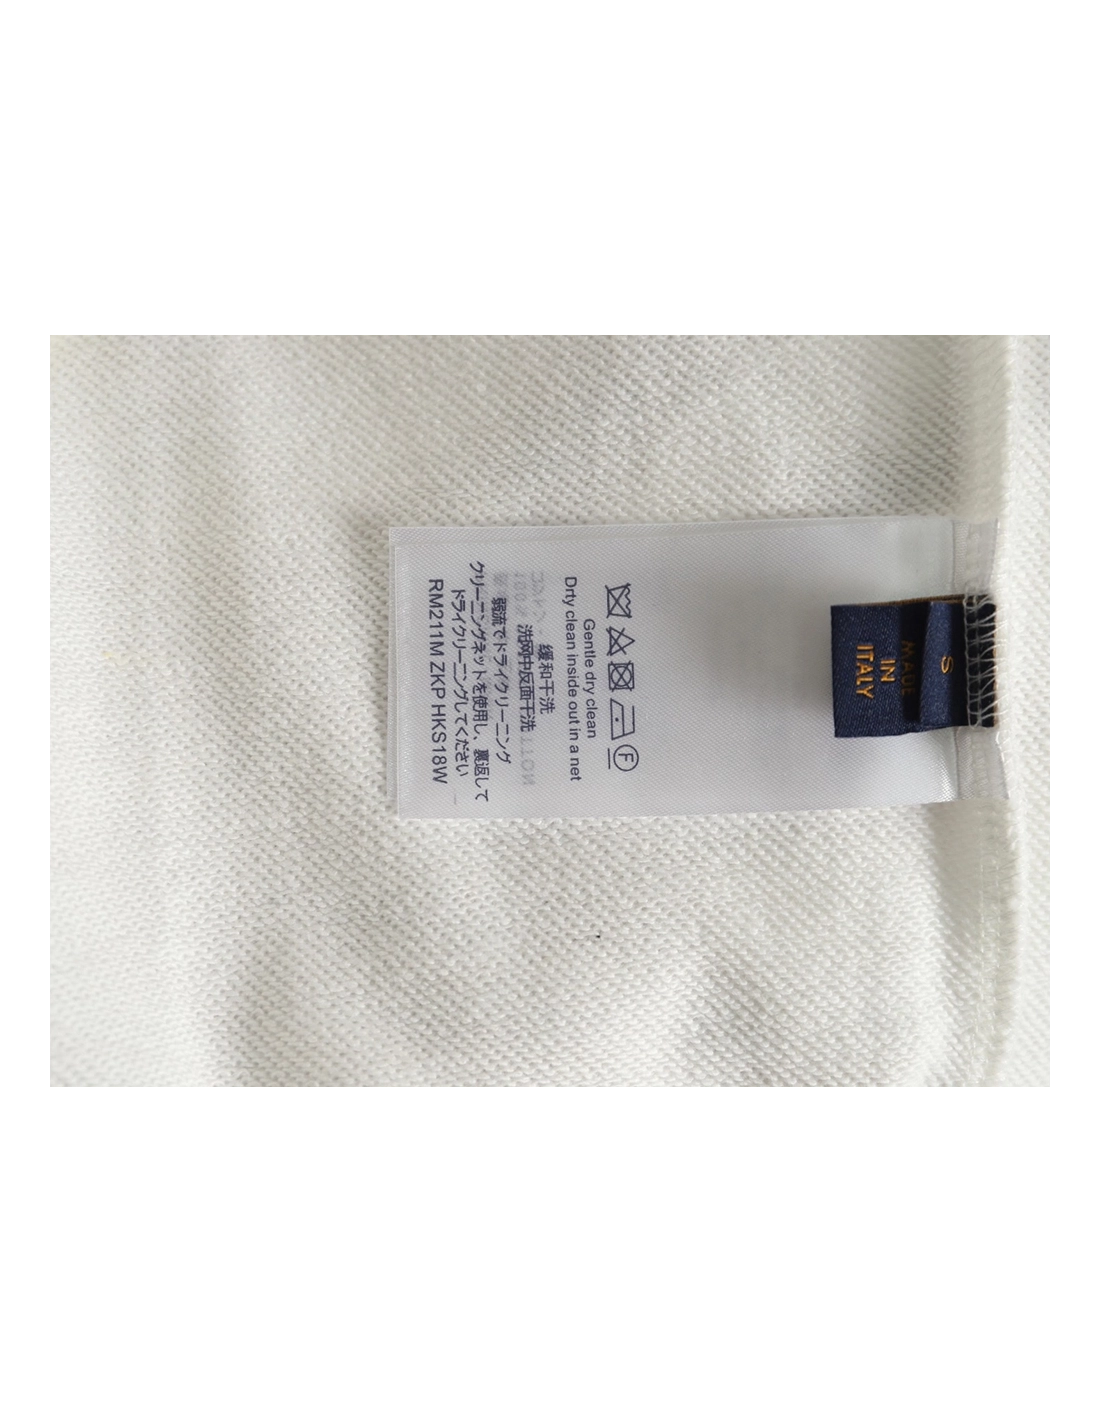 Gentle dry clean
Drty clean inside out in a net
缓和干洗
洗网中反面干洗
弱流でドライクリーニング
クリーニングネットを使用し、裏返して
ドライクリーニングしてください
RM211M ZKP HKS18W
S
MADE
IN
ITALY
F